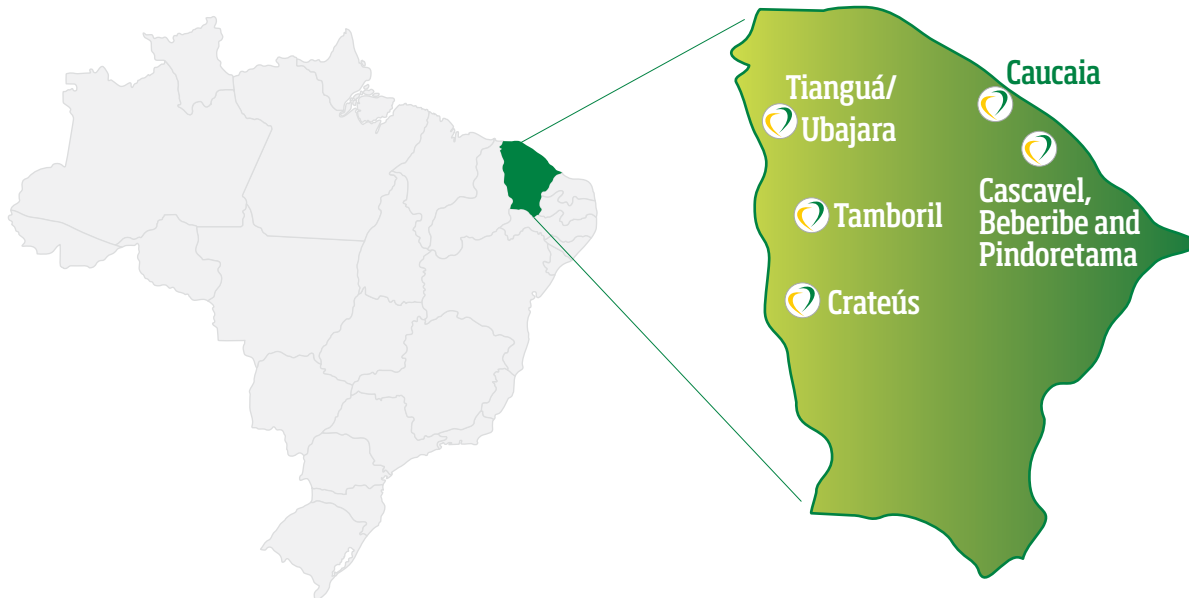 Tianguá/
Ubajara
Caucaia
Cascavel,
Beberibe and
Pindoretama
Tamboril
Crateús